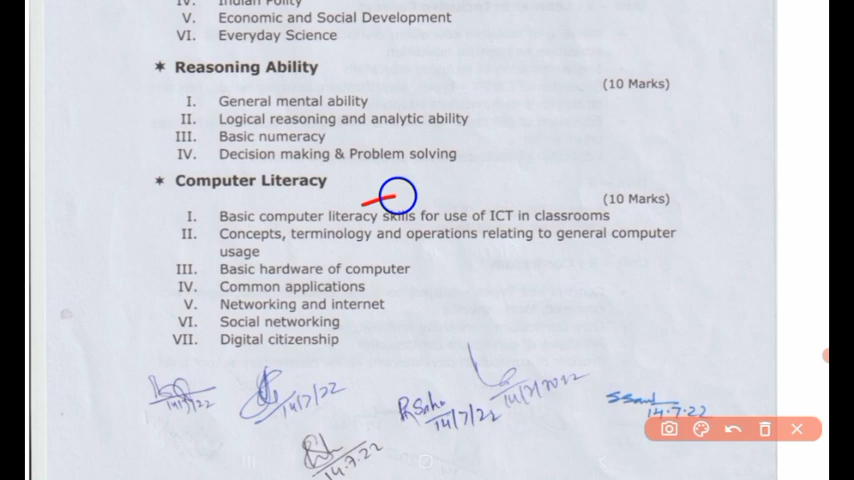 IV. Indian Polity
V. Economic and Social Development
VI. Everyday Science
✶ Reasoning Ability
(10 Marks)
I. General mental ability
II. Logical reasoning and analytic ability
III. Basic numeracy
IV. Decision making & Problem solving
✶ Computer Literacy
(10 Marks)
I. Basic computer literacy skills for use of ICT in classrooms
II. Concepts, terminology and operations relating to general computer
usage
III. Basic hardware of computer
IV. Common applications
V. Networking and internet
VI. Social networking
VII. Digital citizenship
14/7/22
14/7/22
RSahu
14/7/22
14/7/2022
14.7.22
14.7.22